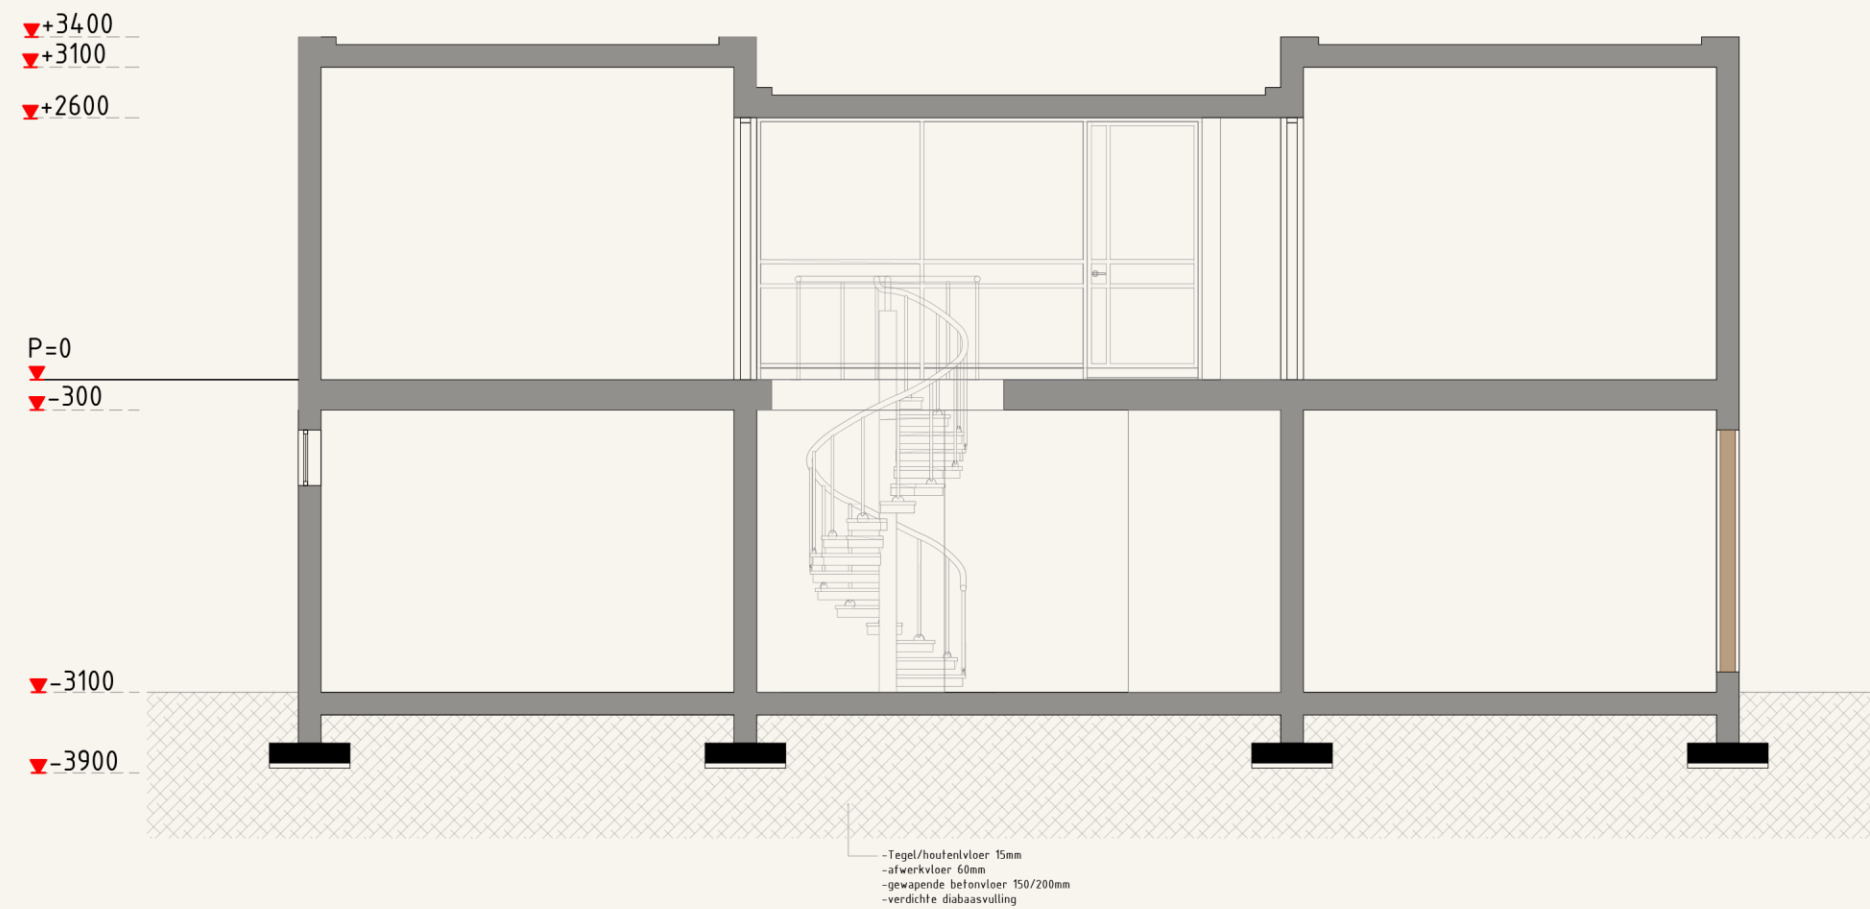 +3400
+3100
+2600
P=0
-300
-3100
-3900
-Tegel/houtenlvloer 15mm
-afwerkvloer 60mm
-gewapende betonvloer 150/200mm
-verdichte diabaasvulling